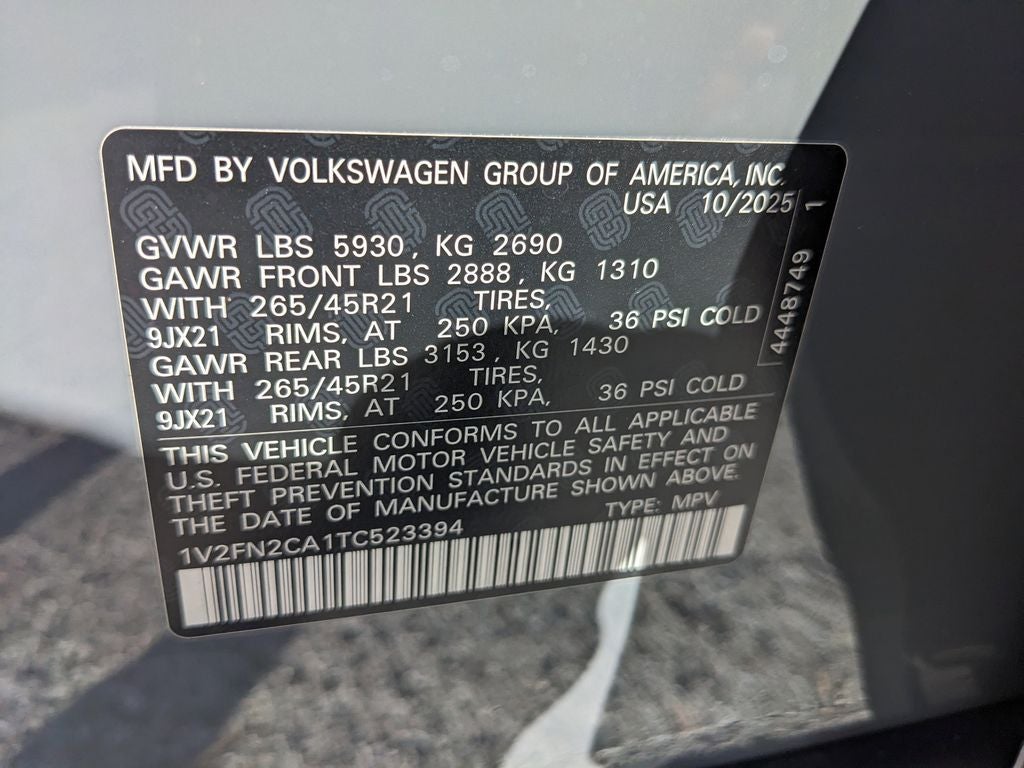 MFD BY VOLKSWAGEN GROUP OF AMERICA, INC.
USA 10/2025
GVWR LBS 5930, KG 2690
GAWR FRONT LBS 2888, KG 1310
WITH 265/45R21 TIRES,
9JX21 RIMS, AT 250 KPA, 36 PSI COLD
GAWR REAR LBS 3153, KG 1430
WITH 265/45R21 TIRES,
9JX21 RIMS, AT 250 KPA, 36 PSI COLD
THIS VEHICLE CONFORMS TO ALL APPLICABLE
U.S. FEDERAL MOTOR VEHICLE SAFETY AND
THEFT PREVENTION STANDARDS IN EFFECT ON
THE DATE OF MANUFACTURE SHOWN ABOVE.
TYPE: MPV
1V2FN2CA1TC523394
4448749 1